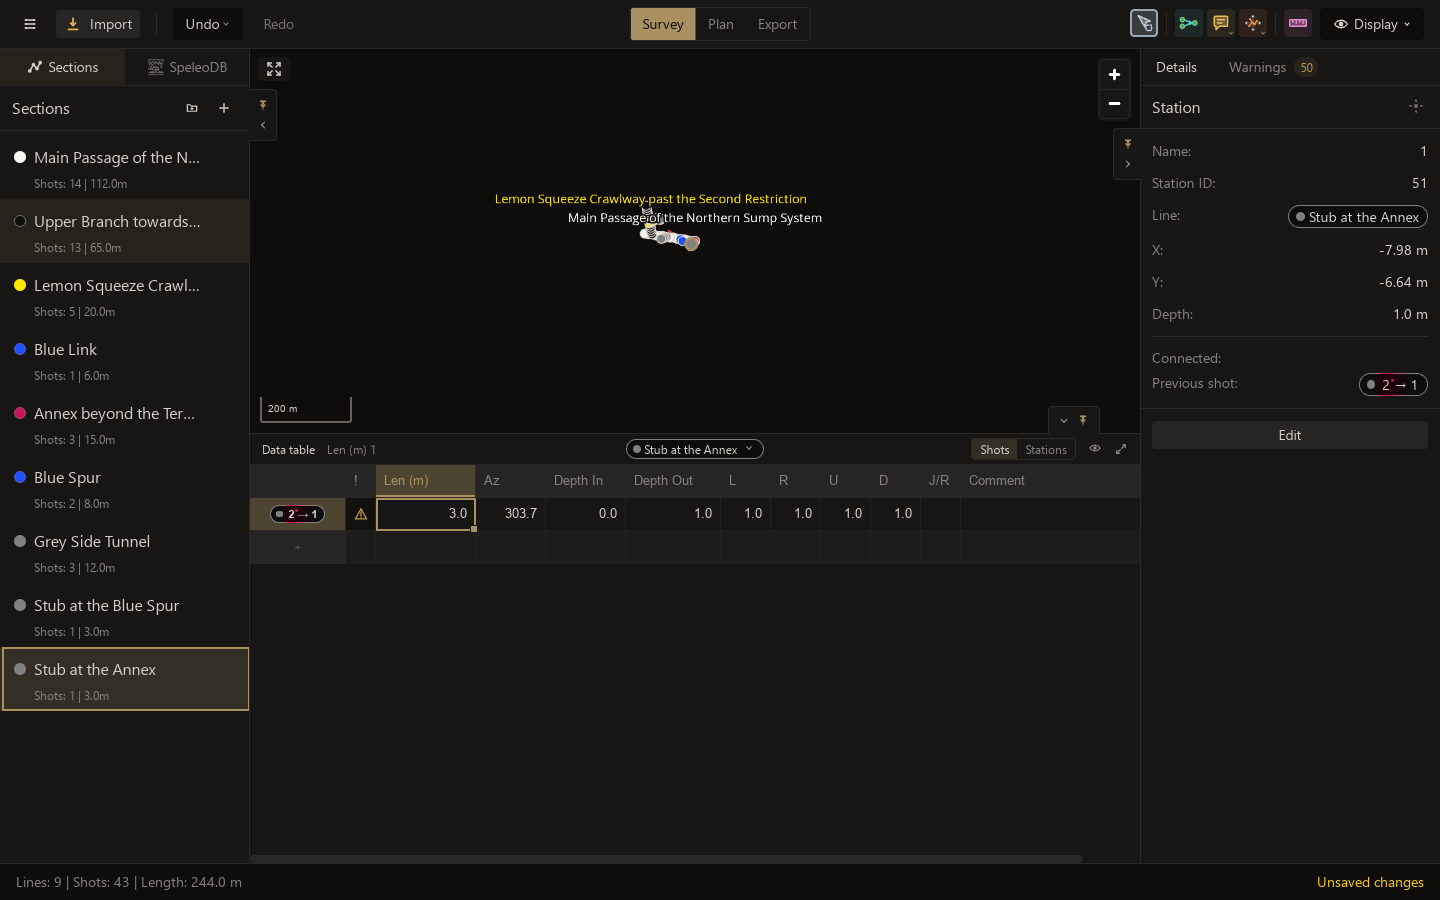 Import
Undo
Redo
Survey
Plan
Export
Display
Sections
SpeleoDB
Sections
Main Passage of the N...
Shots: 14 | 112.0m
Upper Branch towards...
Shots: 13 | 65.0m
Lemon Squeeze Crawl...
Shots: 5 | 20.0m
Blue Link
Shots: 1 | 6.0m
Annex beyond the Ter...
Shots: 3 | 15.0m
Blue Spur
Shots: 2 | 8.0m
Grey Side Tunnel
Shots: 3 | 12.0m
Stub at the Blue Spur
Shots: 1 | 3.0m
Stub at the Annex
Shots: 1 | 3.0m
Lemon Squeeze Crawlway past the Second Restriction
Main Passage of the Northern Sump System
200 m
Data table Len (m) 1
Stub at the Annex
Shots Stations
! Len (m) Az Depth In Depth Out L R U D J/R Comment
2*→ 1 3.0 303.7 0.0 1.0 1.0 1.0 1.0 1.0
+
Details
Warnings 50
Station
Name: 1
Station ID: 51
Line: Stub at the Annex
X: -7.98 m
Y: -6.64 m
Depth: 1.0 m
Connected:
Previous shot: 2*→ 1
Edit
Lines: 9 | Shots: 43 | Length: 244.0 m
Unsaved changes